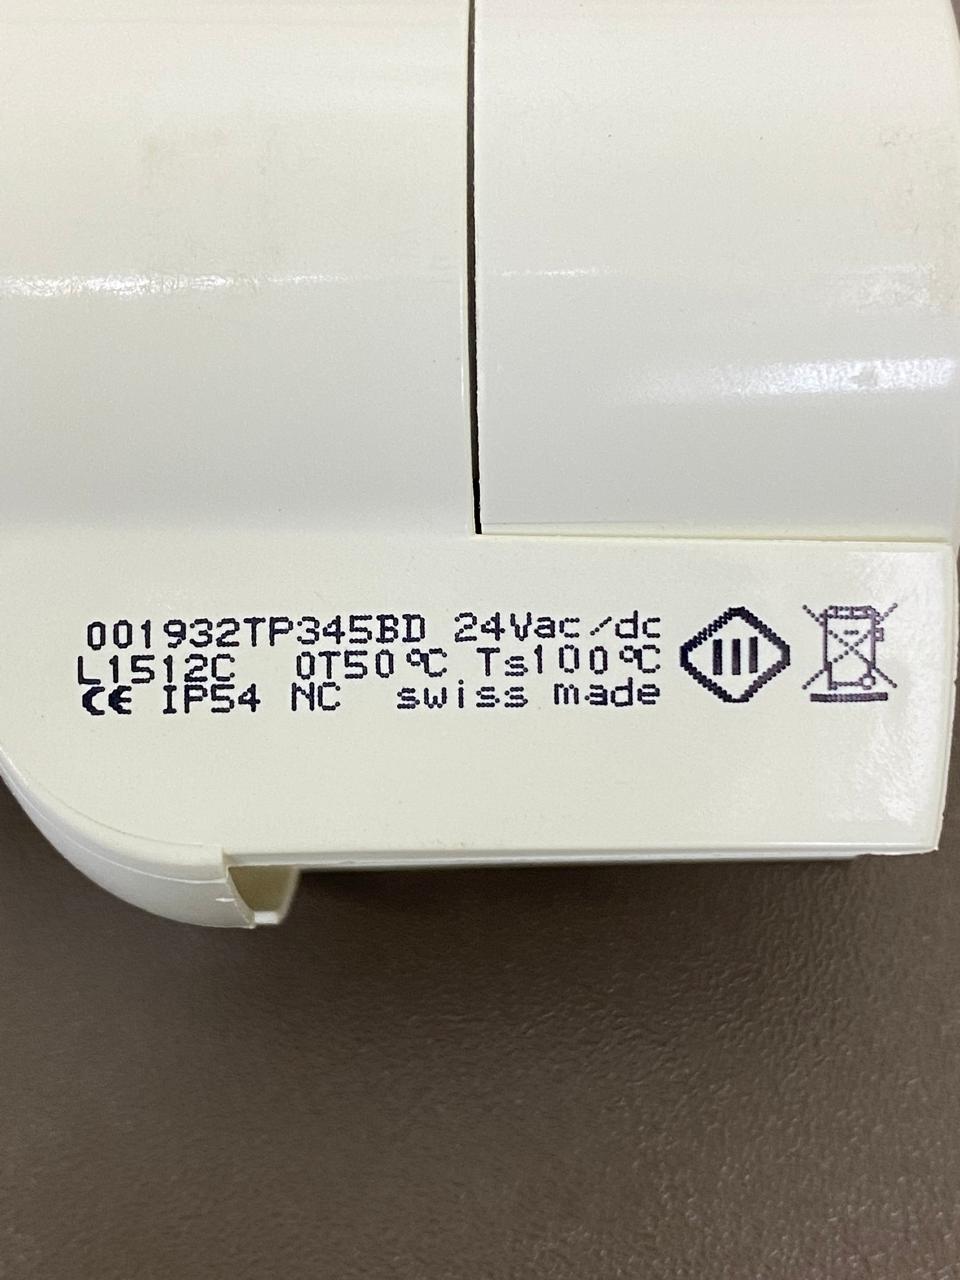 001932TP345BD 24Vac/dc
L1512C 0T50°C Ts100°C
CE IP54 NC swiss made